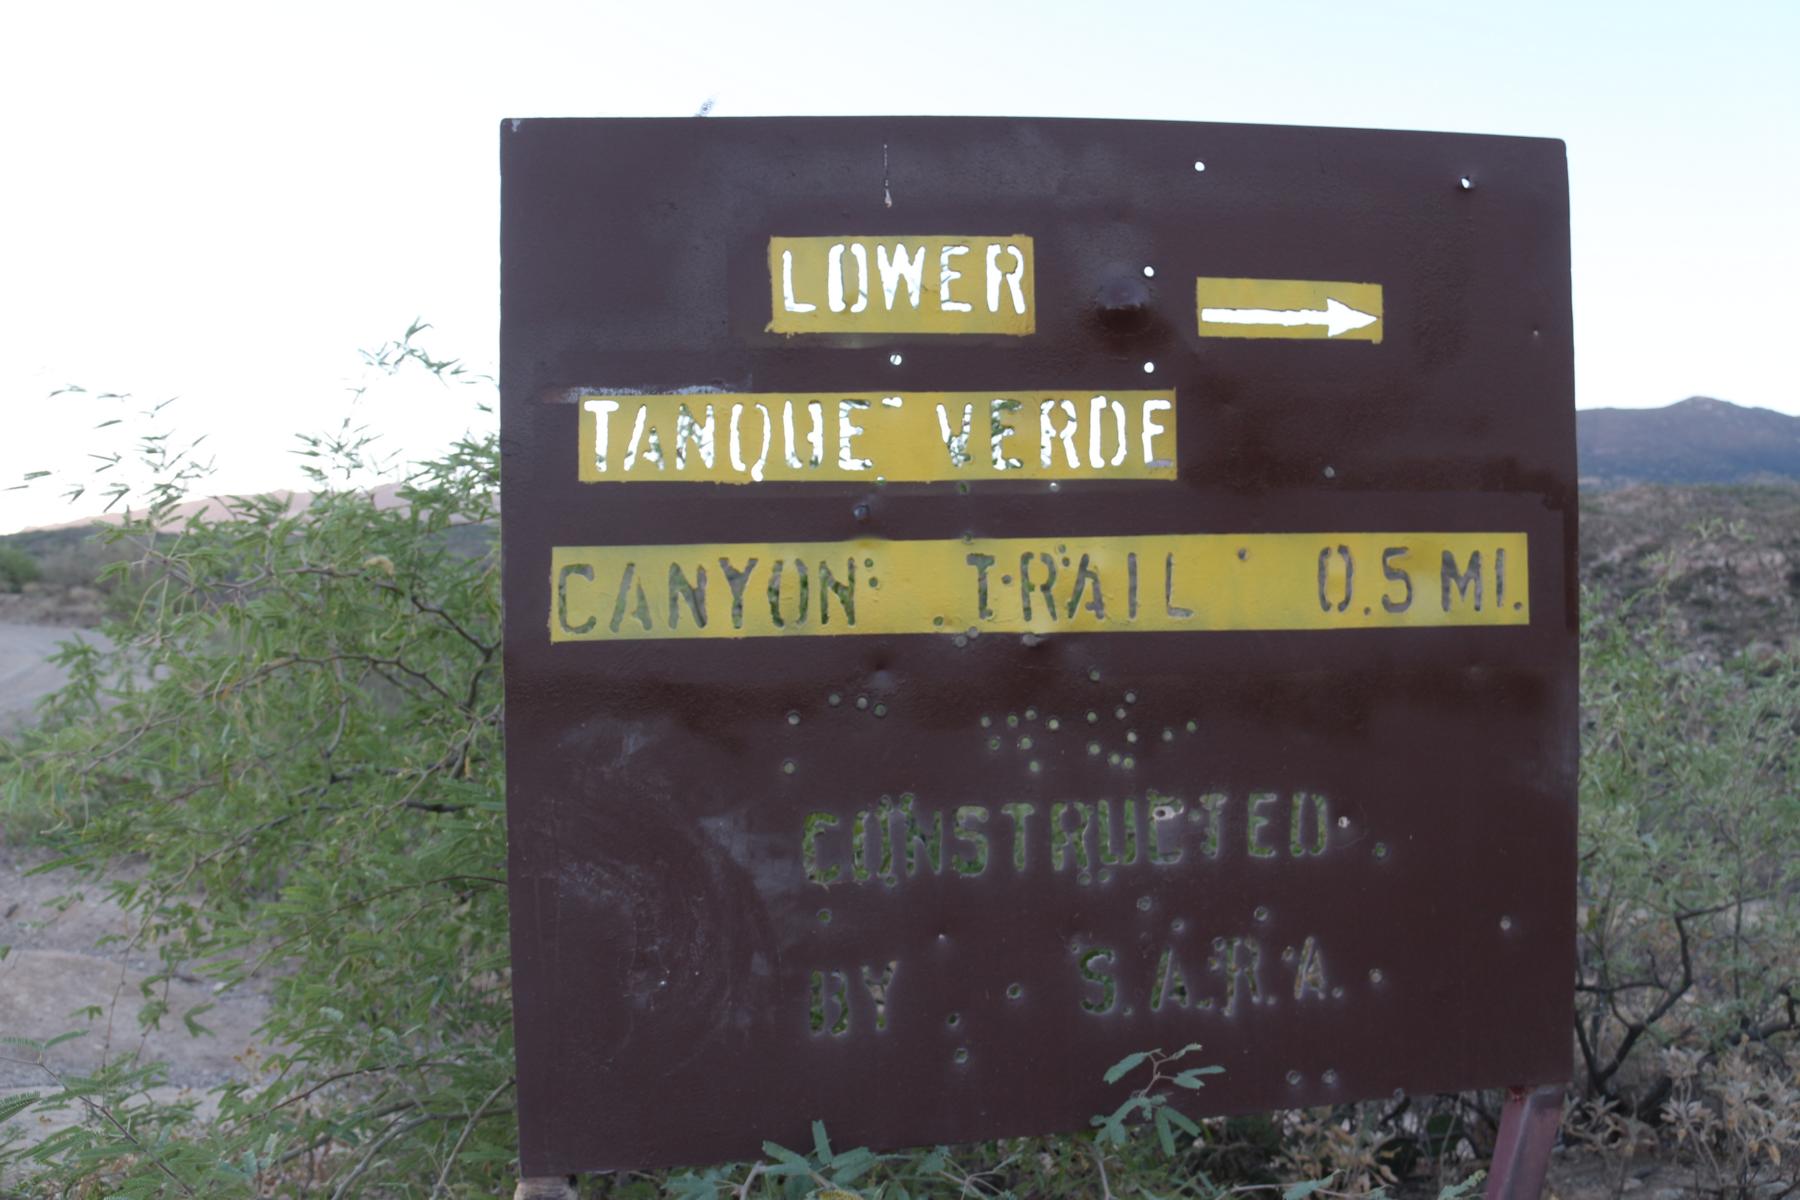 LOWER
TANQUE VERDE
CANYON TRAIL 0.5 MI.
CONSTRUCTED
BY S.A.R.A.